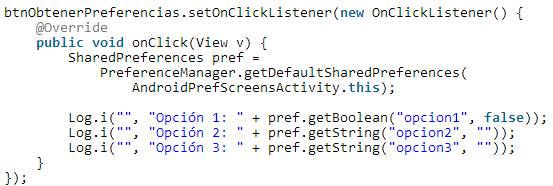 btnObtenerPreferencias.setOnClickListener(new OnClickListener() {
    @Override
    public void onClick(View v) {
        SharedPreferences pref =
            PreferenceManager.getDefaultSharedPreferences(
                AndroidPrefScreensActivity.this);

        Log.i("", "Opción 1: " + pref.getBoolean("opcion1", false));
        Log.i("", "Opción 2: " + pref.getString("opcion2", ""));
        Log.i("", "Opción 3: " + pref.getString("opcion3", ""));
    }
});